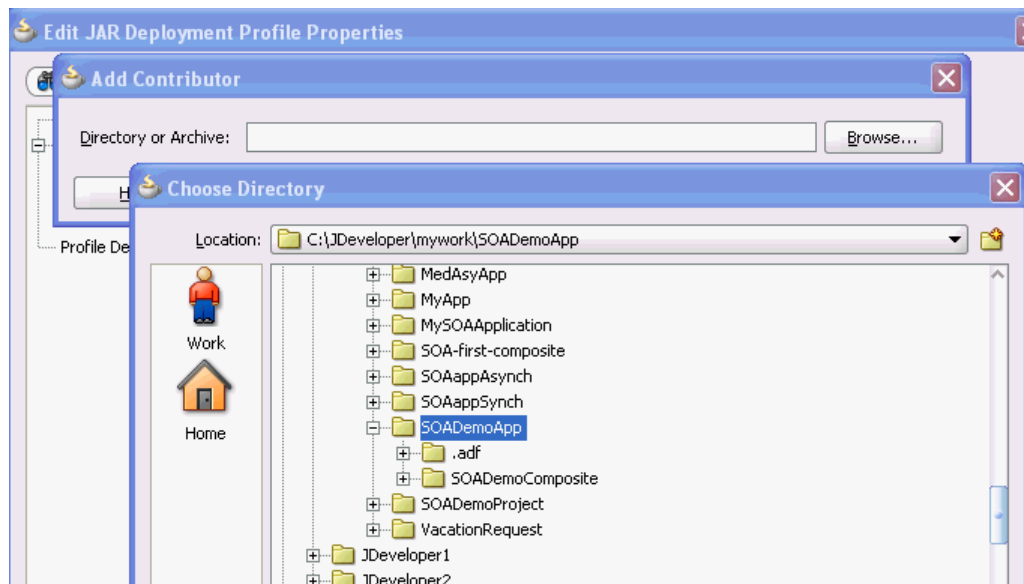 Edit JAR Deployment Profile Properties
Add Contributor
Directory or Archive:
Browse...
H
Choose Directory
Profile De
Location:
C:\JDeveloper\mywork\SOADemoApp
Work
Home
MedAsyApp
MyApp
MySOAApplication
SOA-first-composite
SOAappAsynch
SOAappSynch
SOADemoApp
.adf
SOADemoComposite
SOADemoProject
VacationRequest
JDeveloper1
JDeveloper2